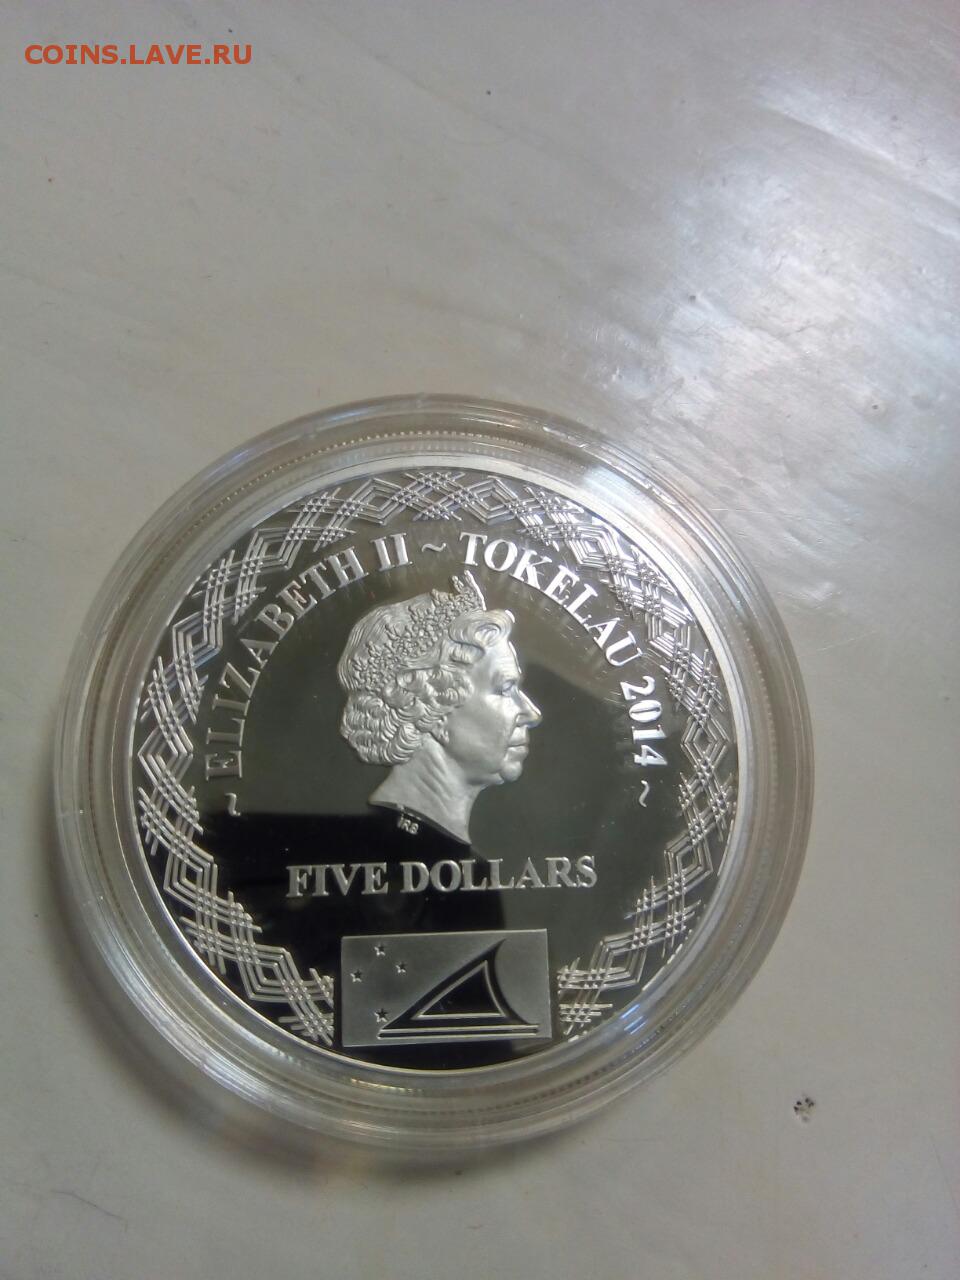 COINS.LAVE.RU
~ ELIZABETH II ~ TOKELAU 2014 ~
IRB
FIVE DOLLARS